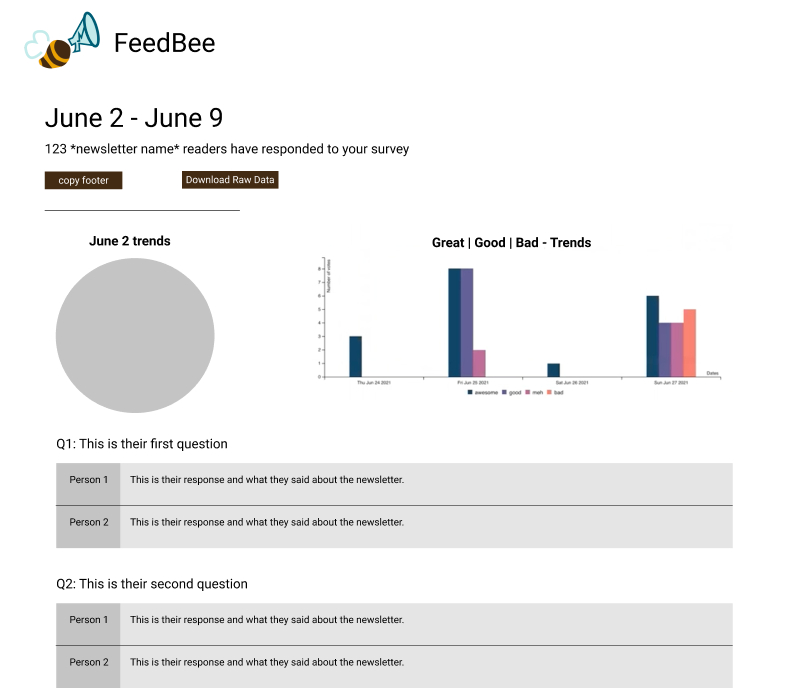 FeedBee
June 2 - June 9
123 *newsletter name* readers have responded to your survey
copy footer
Download Raw Data
June 2 trends
Great | Good | Bad - Trends
Number of votes
8
7
6
5
4
3
2
1
0
Dates
Thu Jun 24 2021
Fri Jun 25 2021
Sat Jun 26 2021
Sun Jun 27 2021
awesome good meh bad
Q1: This is their first question
Person 1 This is their response and what they said about the newsletter.
Person 2 This is their response and what they said about the newsletter.
Q2: This is their second question
Person 1 This is their response and what they said about the newsletter.
Person 2 This is their response and what they said about the newsletter.